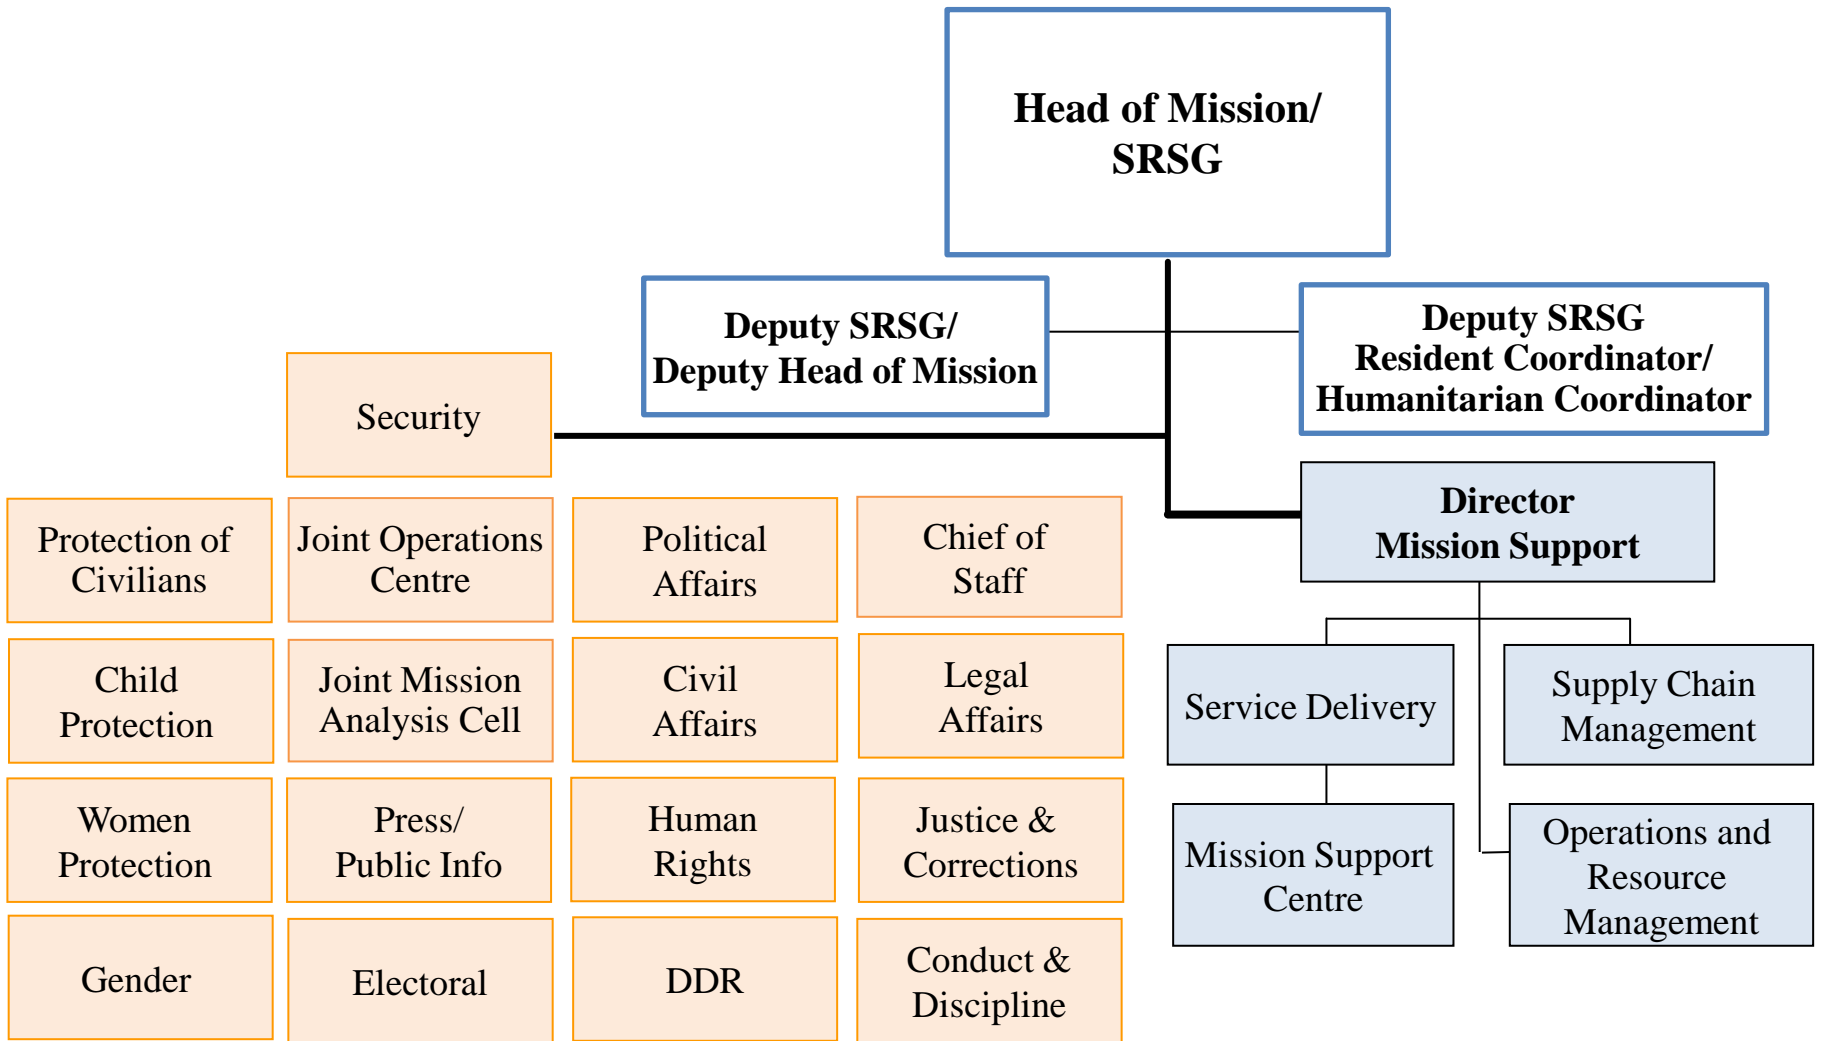 Head of Mission/
SRSG
Deputy SRSG/
Deputy Head of Mission
Deputy SRSG
Resident Coordinator/
Humanitarian Coordinator
Security
Director
Mission Support
Protection of
Civilians
Joint Operations
Centre
Political
Affairs
Chief of
Staff
Child
Protection
Joint Mission
Analysis Cell
Civil
Affairs
Legal
Affairs
Service Delivery
Supply Chain
Management
Women
Protection
Press/
Public Info
Human
Rights
Justice &
Corrections
Mission Support
Centre
Operations and
Resource
Management
Gender
Electoral
DDR
Conduct &
Discipline